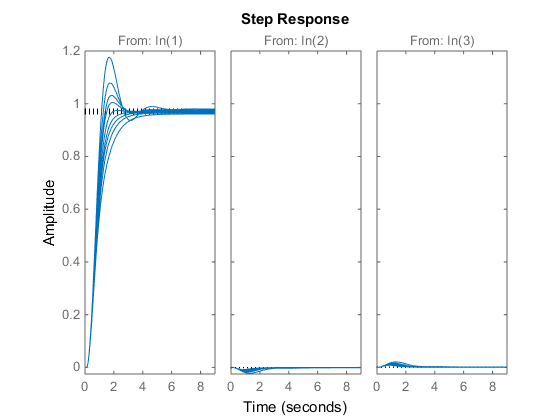 Step Response
From: In(1) From: In(2) From: In(3)
1.2
1
0.8
0.6
0.4
0.2
0
Amplitude
0 2 4 6 8 0 2 4 6 8 0 2 4 6 8
Time (seconds)